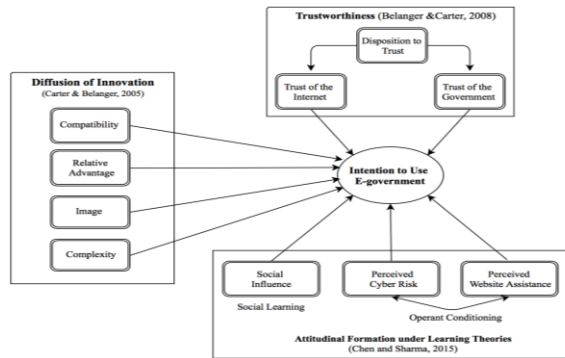 Trustworthiness (Belanger &Carter, 2008)
Disposition to
Trust
Trust of the
Internet
Trust of the
Government
Diffusion of Innovation
(Carter & Belanger, 2005)
Compatibility
Relative
Advantage
Image
Complexity
Intention to Use
E-government
Social
Influence
Perceived
Cyber Risk
Perceived
Website Assistance
Social Learning
Operant Conditioning
Attitudinal Formation under Learning Theories
(Chen and Sharma, 2015)